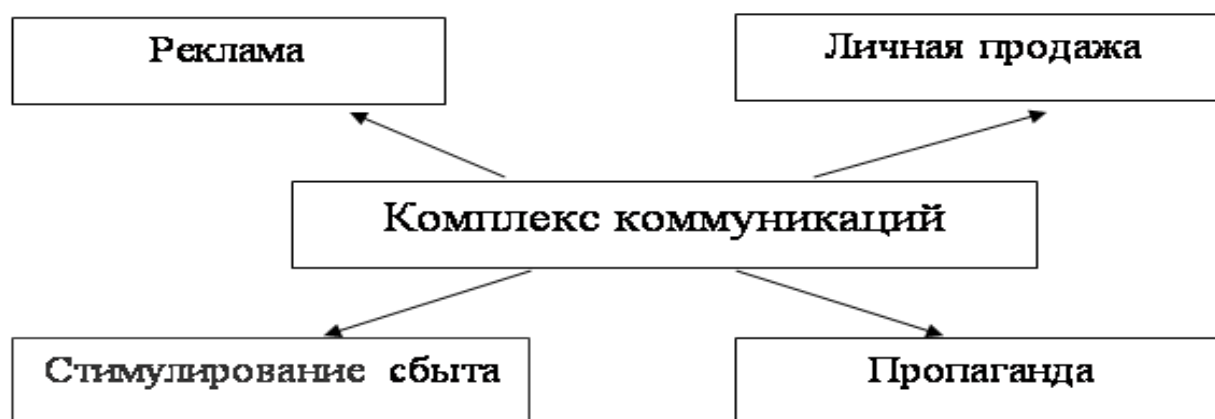 Реклама
Личная продажа
Комплекс коммуникаций
Стимулирование сбыта
Пропаганда